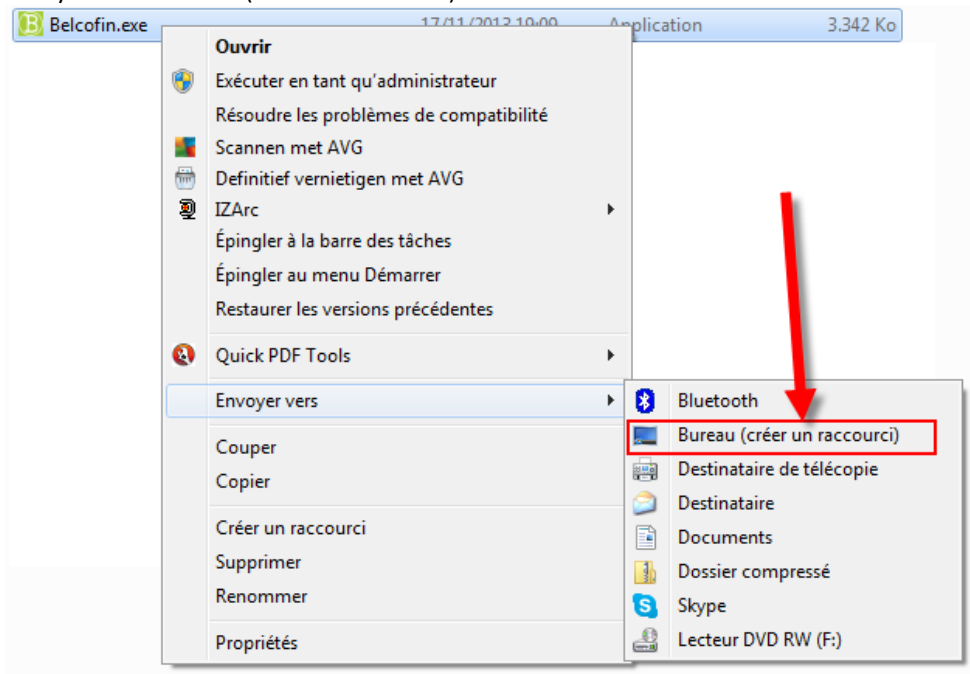 Belcofin.exe 17/11/2013 19:09 Application 3.342 Ko
Ouvrir
Exécuter en tant qu'administrateur
Résoudre les problèmes de compatibilité
Scannen met AVG
Definitief vernietigen met AVG
IZArc
Épingler à la barre des tâches
Épingler au menu Démarrer
Restaurer les versions précédentes
Quick PDF Tools
Envoyer vers
Couper
Copier
Créer un raccourci
Supprimer
Renommer
Propriétés
Bluetooth
Bureau (créer un raccourci)
Destinataire de télécopie
Destinataire
Documents
Dossier compressé
Skype
Lecteur DVD RW (F:)